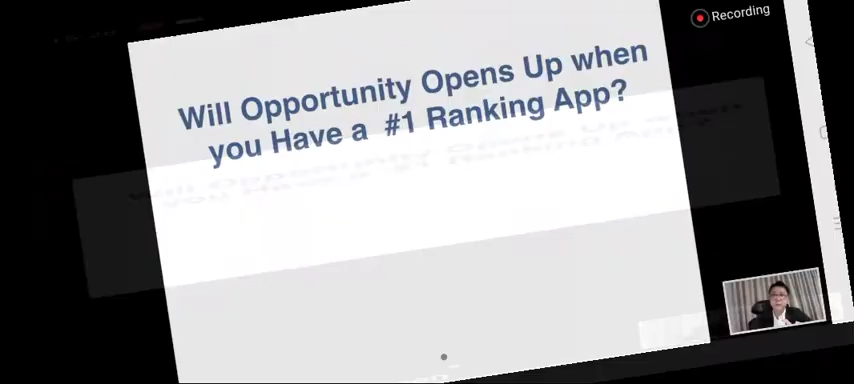 Recording
Will Opportunity Opens Up when
you Have a #1 Ranking App?